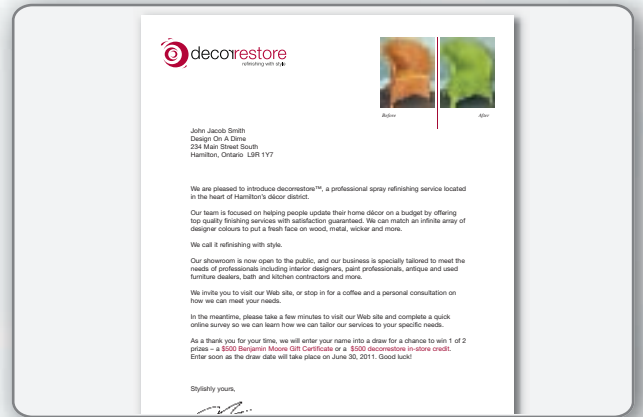 decorrestore
refinishing with style
Before After
John Jacob Smith
Design On A Dime
234 Main Street South
Hamilton, Ontario  L9R 1Y7
We are pleased to introduce decorrestore™, a professional spray refinishing service located
in the heart of Hamilton's décor district.
Our team is focused on helping people update their home décor on a budget by offering
top quality finishing services with satisfaction guaranteed. We can match an infinite array of
designer colours to put a fresh face on wood, metal, wicker and more.
We call it refinishing with style.
Our showroom is now open to the public, and our business is specially tailored to meet the
needs of professionals including interior designers, paint professionals, antique and used
furniture dealers, bath and kitchen contractors and more.
We invite you to visit our Web site, or stop in for a coffee and a personal consultation on
how we can meet your needs.
In the meantime, please take a few minutes to visit our Web site and complete a quick
online survey so we can learn how we can tailor our services to your specific needs.
As a thank you for your time, we will enter your name into a draw for a chance to win 1 of 2
prizes – a $500 Benjamin Moore Gift Certificate or a  $500 decorrestore in-store credit.
Enter soon as the draw date will take place on June 30, 2011. Good luck!
Stylishly yours,